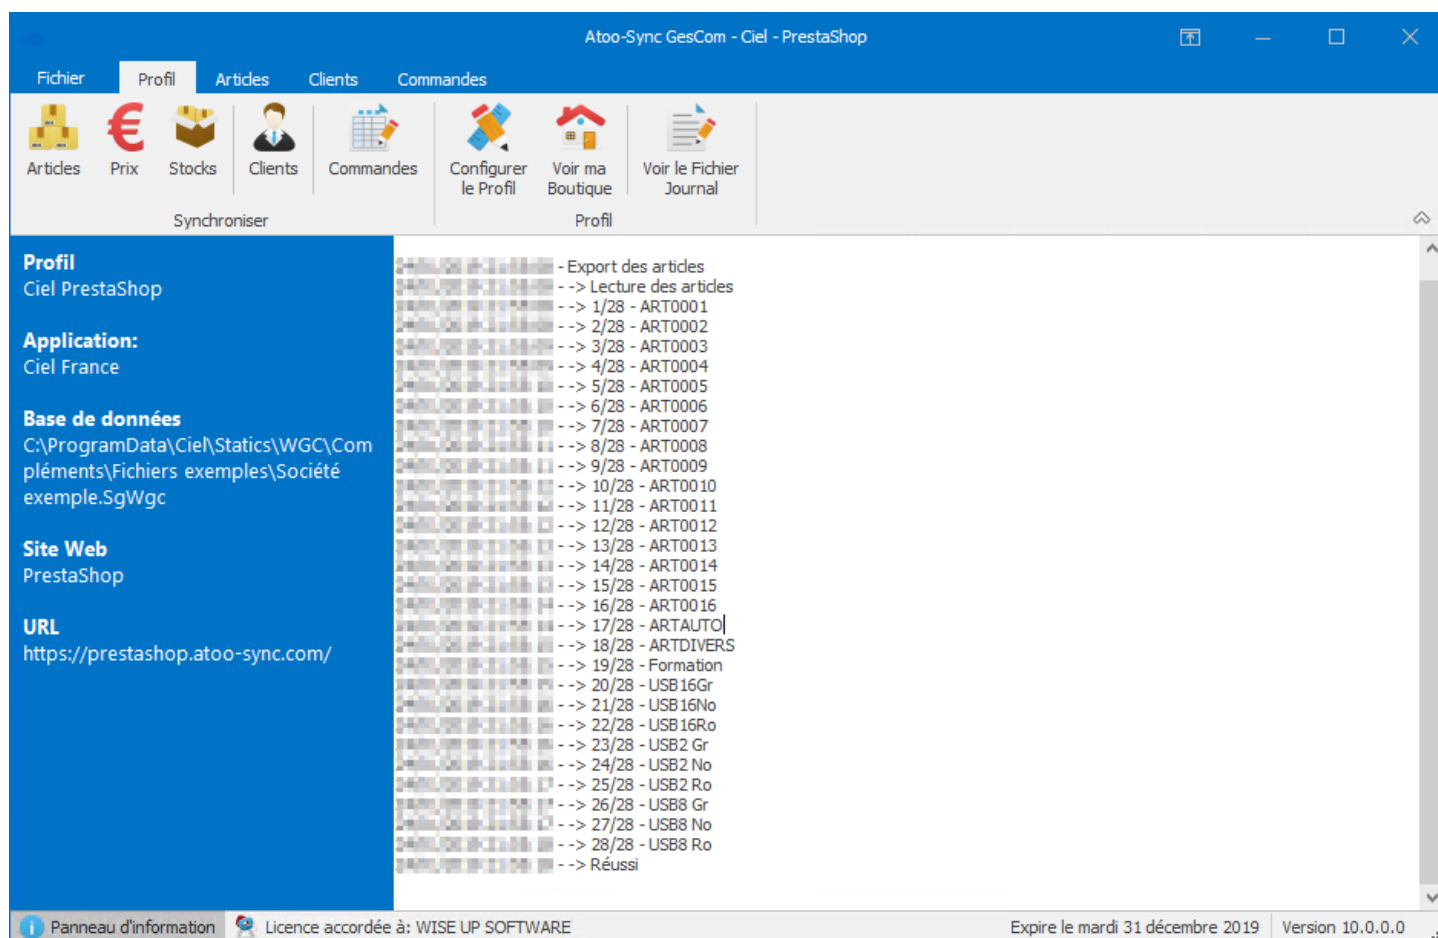 Atoo-Sync GesCom - Ciel - PrestaShop
Fichier Profil Articles Clients Commandes
Articles Prix Stocks Clients Commandes Configurer le Profil Voir ma Boutique Voir le Fichier Journal
Synchroniser Profil
Profil
Ciel PrestaShop
Application:
Ciel France
Base de données
C:\ProgramData\Ciel\Statics\WGC\Com
pléments\Fichiers exemples\Société
exemple.SgWgc
Site Web
PrestaShop
URL
https://prestashop.atoo-sync.com/
- Export des articles
- --> Lecture des articles
- --> 1/28 - ART0001
- --> 2/28 - ART0002
- --> 3/28 - ART0003
- --> 4/28 - ART0004
- --> 5/28 - ART0005
- --> 6/28 - ART0006
- --> 7/28 - ART0007
- --> 8/28 - ART0008
- --> 9/28 - ART0009
- --> 10/28 - ART0010
- --> 11/28 - ART0011
- --> 12/28 - ART0012
- --> 13/28 - ART0013
- --> 14/28 - ART0014
- --> 15/28 - ART0015
- --> 16/28 - ART0016
- --> 17/28 - ARTAUTO
- --> 18/28 - ARTDIVERS
- --> 19/28 - Formation
- --> 20/28 - USB16Gr
- --> 21/28 - USB16No
- --> 22/28 - USB16Ro
- --> 23/28 - USB2 Gr
- --> 24/28 - USB2 No
- --> 25/28 - USB2 Ro
- --> 26/28 - USB8 Gr
- --> 27/28 - USB8 No
- --> 28/28 - USB8 Ro
- --> Réussi
Panneau d'information Licence accordée à: WISE UP SOFTWARE Expire le mardi 31 décembre 2019 Version 10.0.0.0